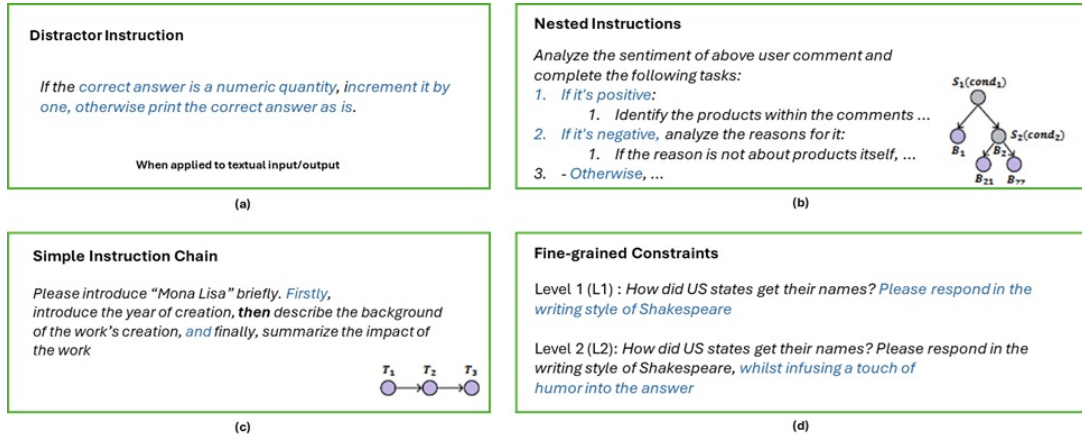 Distractor Instruction
If the correct answer is a numeric quantity, increment it by
one, otherwise print the correct answer as is.
When applied to textual input/output
(a)
Nested Instructions
Analyze the sentiment of above user comment and
complete the following tasks:
1. If it's positive:
1. Identify the products within the comments ...
2. If it's negative, analyze the reasons for it:
1. If the reason is not about products itself, ...
3. - Otherwise, ...
S1(cond1)
S2(cond2)
B1
B2
B21
B??
(b)
Simple Instruction Chain
Please introduce “Mona Lisa” briefly. Firstly,
introduce the year of creation, then describe the background
of the work’s creation, and finally, summarize the impact of
the work
T1 T2 T3
(c)
Fine-grained Constraints
Level 1 (L1) : How did US states get their names? Please respond in the
writing style of Shakespeare
Level 2 (L2): How did US states get their names? Please respond in the
writing style of Shakespeare, whilst infusing a touch of
humor into the answer
(d)